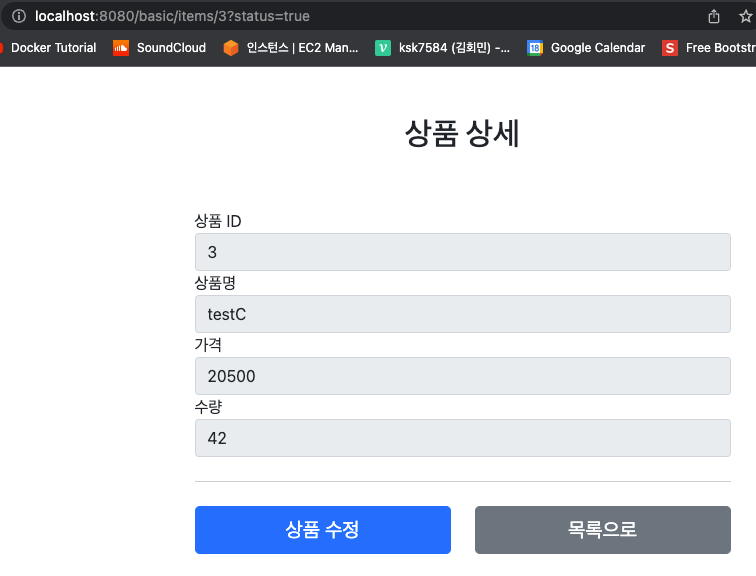 localhost:8080/basic/items/3?status=true
Docker Tutorial SoundCloud 인스턴스 | EC2 Man... v ksk7584 (김희민) -... 18 Google Calendar S Free Bootstr
상품 상세
상품 ID
3
상품명
testC
가격
20500
수량
42
상품 수정 목록으로